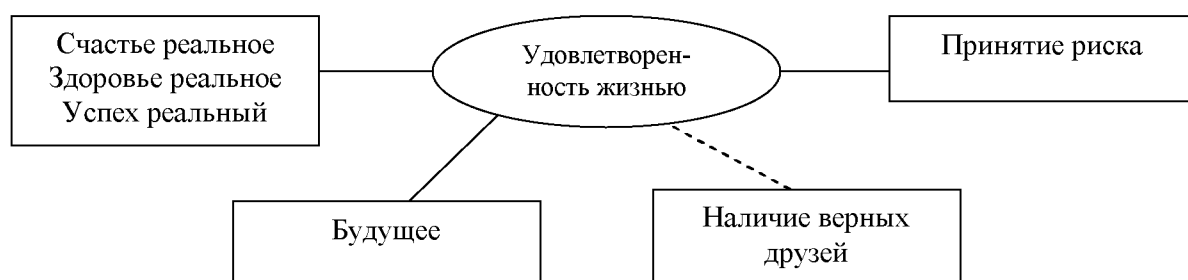 Счастье реальное
Здоровье реальное
Успех реальный
Удовлетворен-
ность жизнью
Принятие риска
Будущее
Наличие верных
друзей